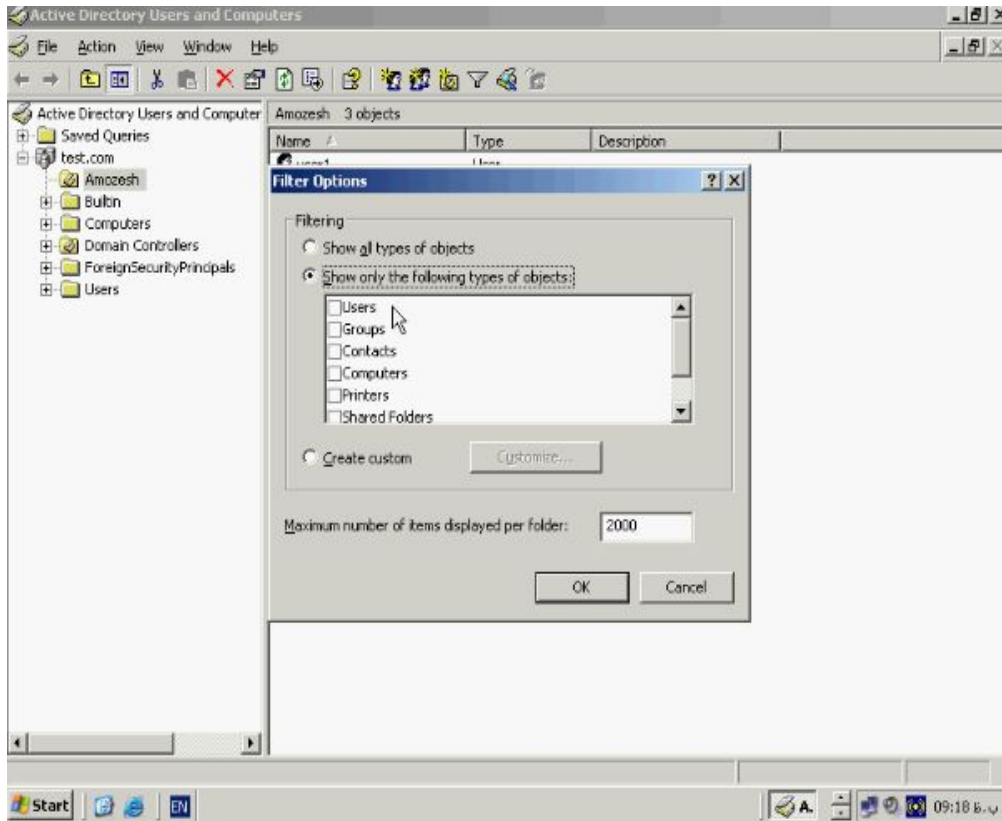 Active Directory Users and Computers
File Action View Window Help
Active Directory Users and Computer
Saved Queries
test.com
Amozesh
Builtin
Computers
Domain Controllers
ForeignSecurityPrincipals
Users
Amozesh 3 objects
Name Type Description
user1 User
Filter Options
Filtering
Show all types of objects
Show only the following types of objects:
Users
Groups
Contacts
Computers
Printers
Shared Folders
Create custom Customize...
Maximum number of items displayed per folder: 2000
OK Cancel
Start EN A. 09:18 ب.ظ